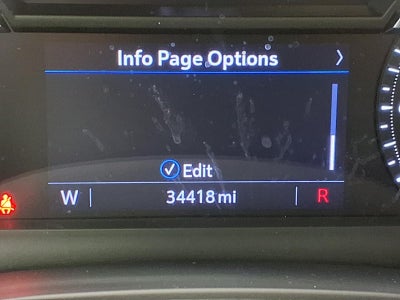 Info Page Options
Edit
W 34418 mi R